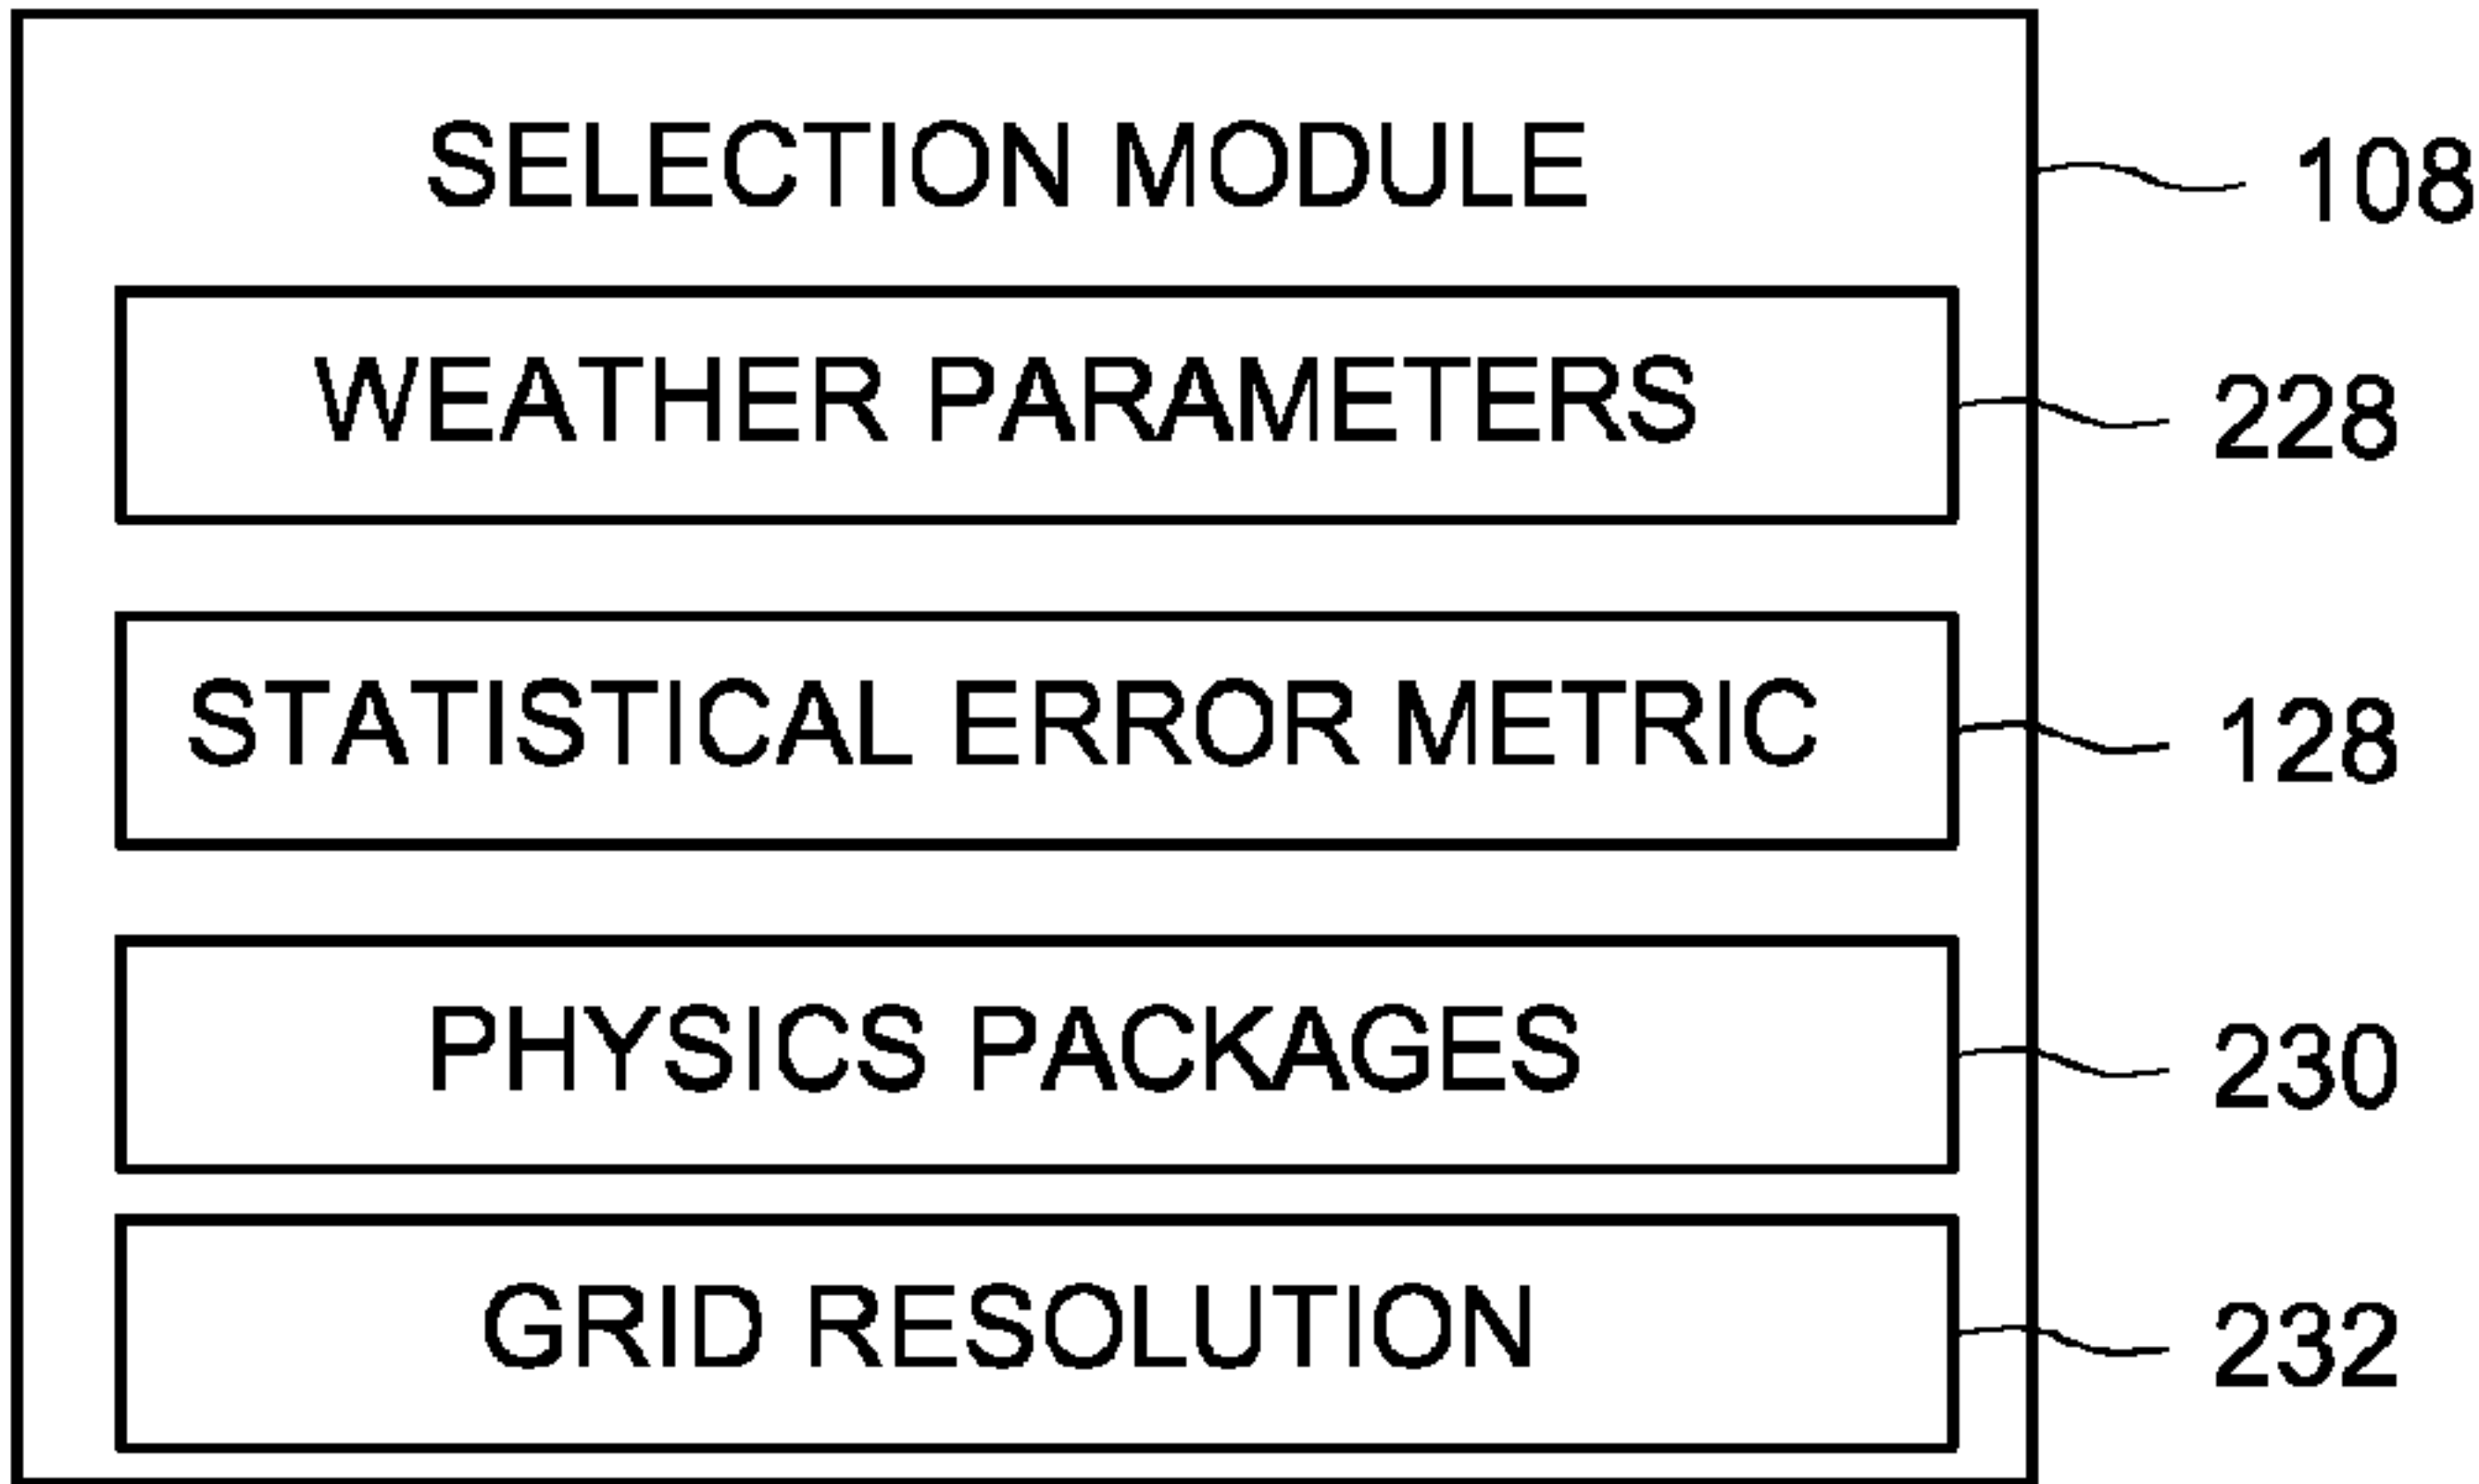 SELECTION MODULE 108
WEATHER PARAMETERS 228
STATISTICAL ERROR METRIC 128
PHYSICS PACKAGES 230
GRID RESOLUTION 232